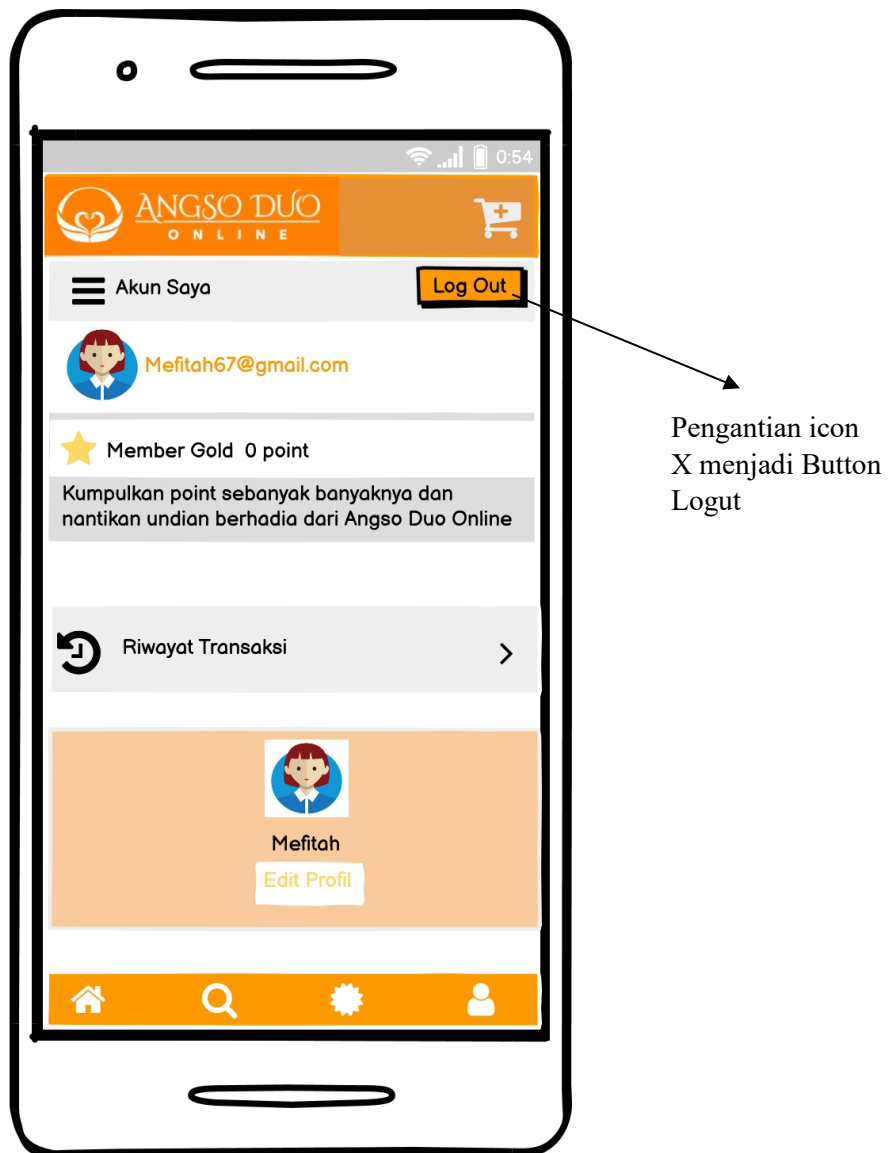 0:54
ANGSO DUO
ONLINE
Akun Saya
Log Out
Mefitah67@gmail.com
Member Gold 0 point
Kumpulkan point sebanyak banyaknya dan
nantikan undian berhadia dari Angso Duo Online
Riwayat Transaksi
Mefitah
Edit Profil
Pengantian icon
X menjadi Button
Logut